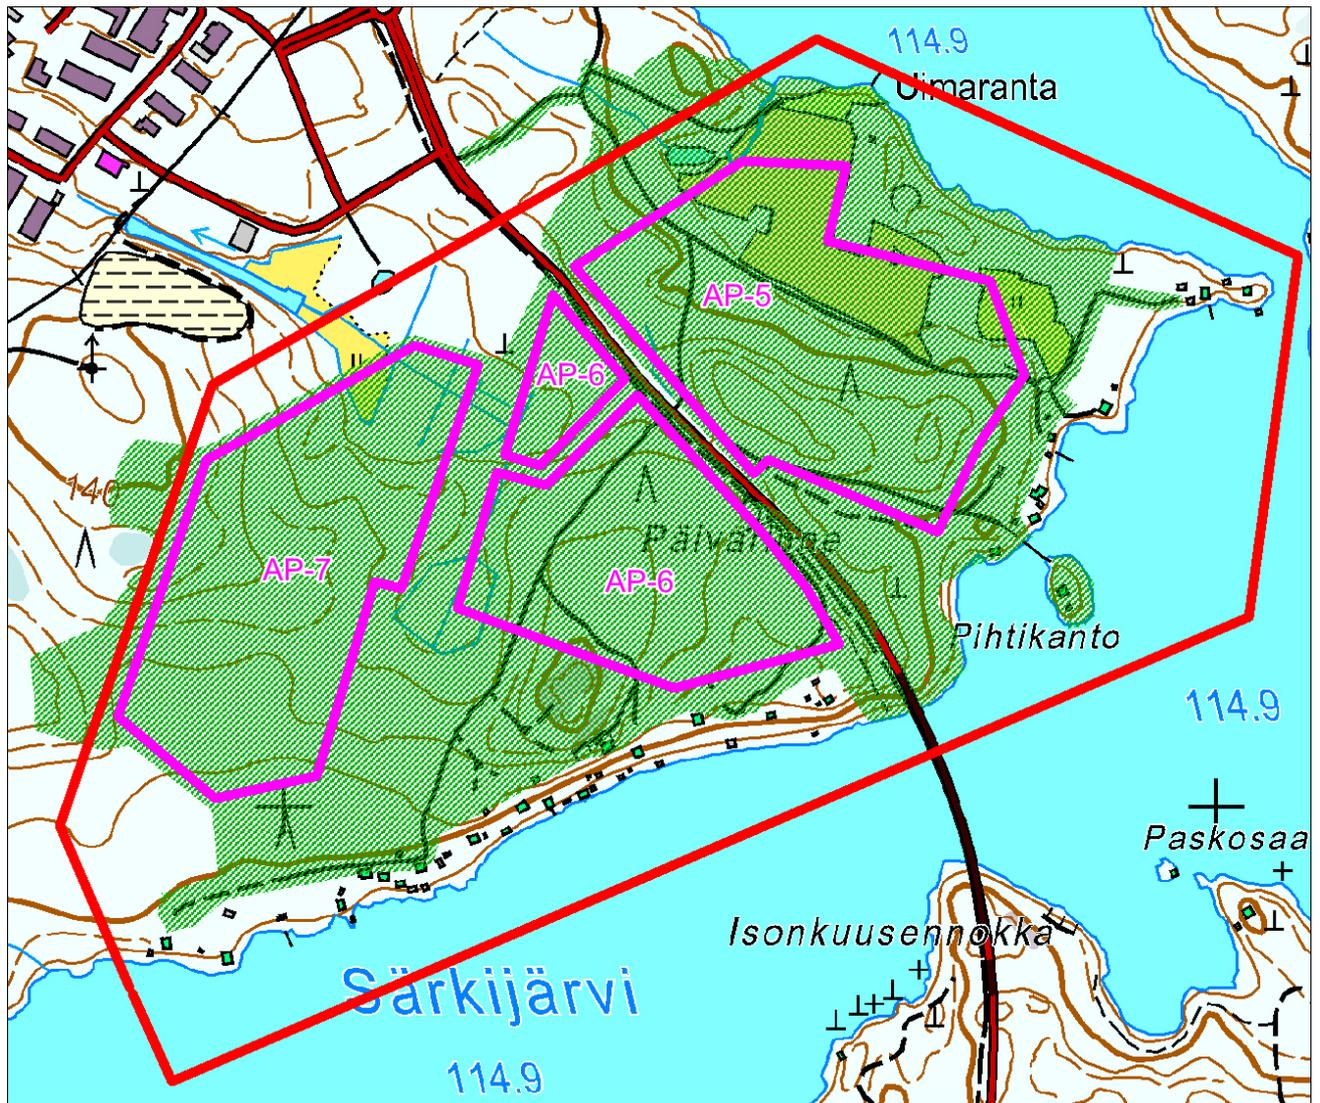 114.9
Uimaranta
AP-5
AP-6
140
Päivärinne
AP-7
AP-6
Pihtikanto
114.9
Paskosaa
Isonkuusennokka
Särkijärvi
114.9